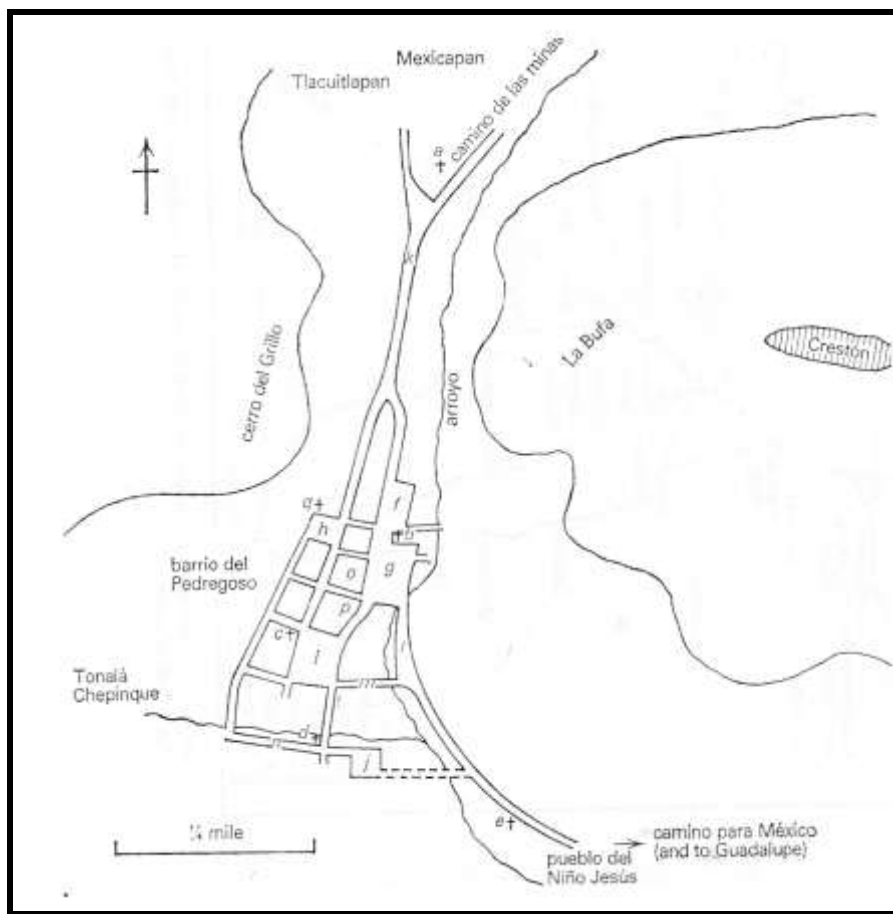 Mexicapan
Tlacuitlapan
camino de las minas
a
k
cerro del Grillo
arroyo
La Bufa
Crestón
q
f
h
b
barrio del
Pedregoso
o
g
p
c
i
l
Tonalá
Chepinque
m
d
n
j
¼ mile
e
camino para México
(and to Guadalupe)
pueblo del
Niño Jesús